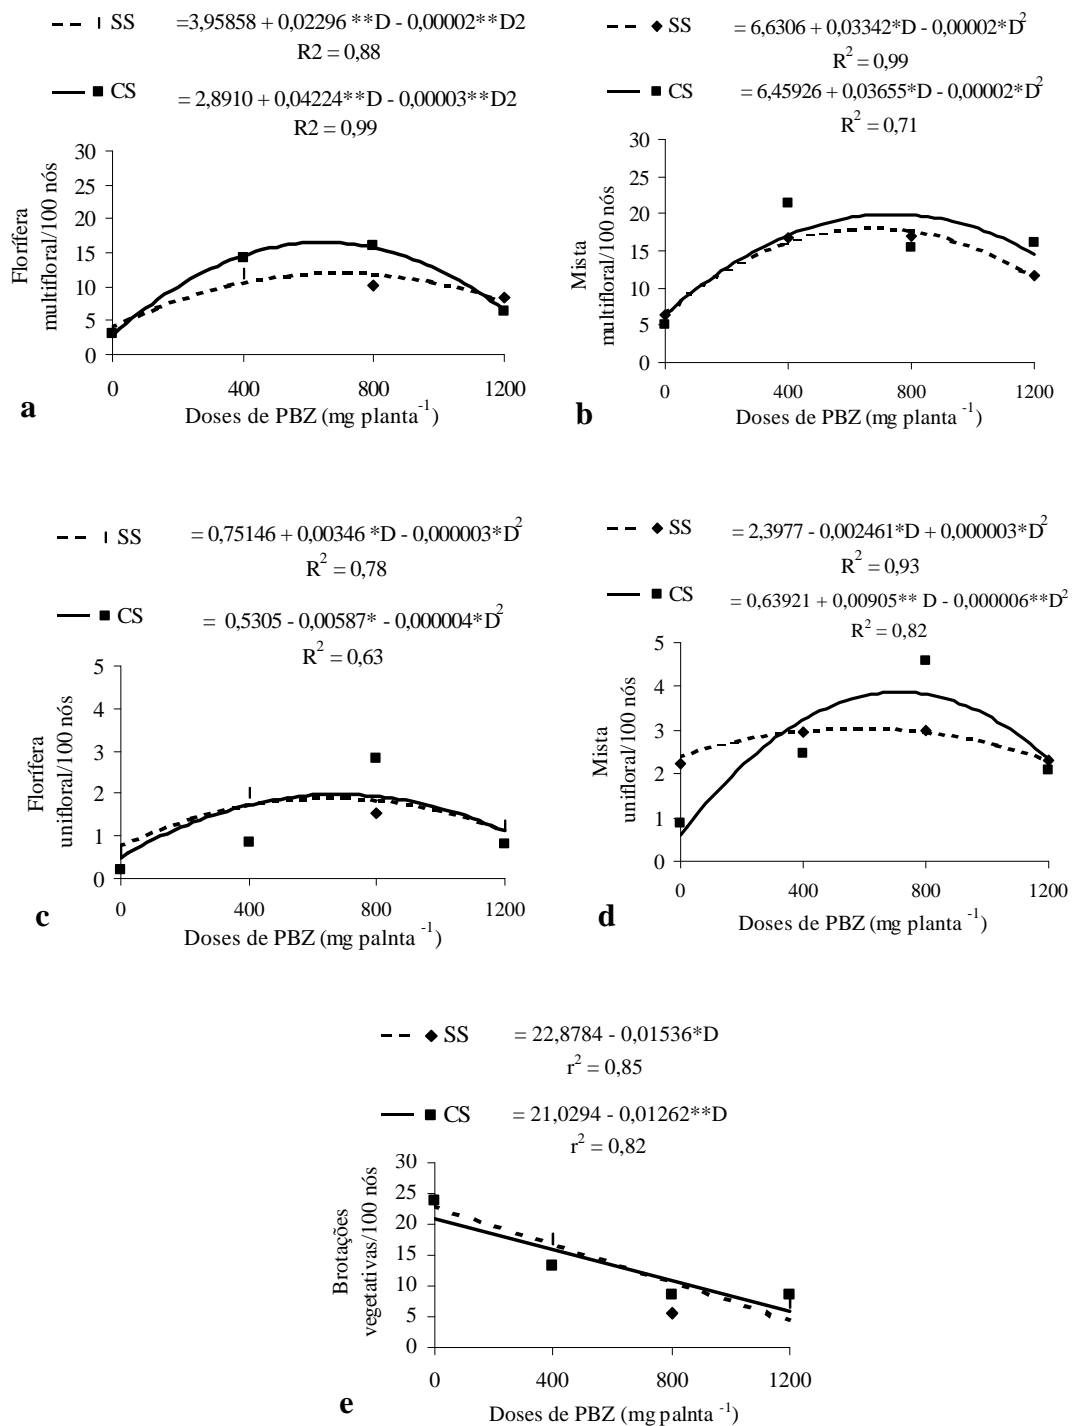 SS =3,95858 + 0,02296 **D - 0,00002**D2
R2 = 0,88
CS = 2,8910 + 0,04224**D - 0,00003**D2
R2 = 0,99
Florífera
multifloral/100 nós
30
25
20
15
10
5
0
0 400 800 1200
a
Doses de PBZ (mg planta⁻¹)
SS = 6,6306 + 0,03342*D - 0,00002*D²
R² = 0,99
CS = 6,45926 + 0,03655*D - 0,00002*D²
R² = 0,71
Mista
multifloral/100 nós
30
25
20
15
10
5
0
0 400 800 1200
b
Doses de PBZ (mg planta ⁻¹)
SS = 0,75146 + 0,00346 *D - 0,000003*D²
R² = 0,78
CS = 0,5305 - 0,00587* - 0,000004*D²
R² = 0,63
Florífera
unifloral/100 nós
5
4
3
2
1
0
0 400 800 1200
c
Doses de PBZ (mg palnta ⁻¹)
SS = 2,3977 - 0,002461*D + 0,000003*D²
R² = 0,93
CS = 0,63921 + 0,00905** D - 0,000006**D²
R² = 0,82
Mista
unifloral/100 nós
5
4
3
2
1
0
0 400 800 1200
d
Doses de PBZ (mg planta ⁻¹)
SS = 22,8784 - 0,01536*D
r² = 0,85
CS = 21,0294 - 0,01262**D
r² = 0,82
Brotações
vegetativas/100 nós
30
25
20
15
10
5
0
0 400 800 1200
e
Doses de PBZ (mg palnta ⁻¹)